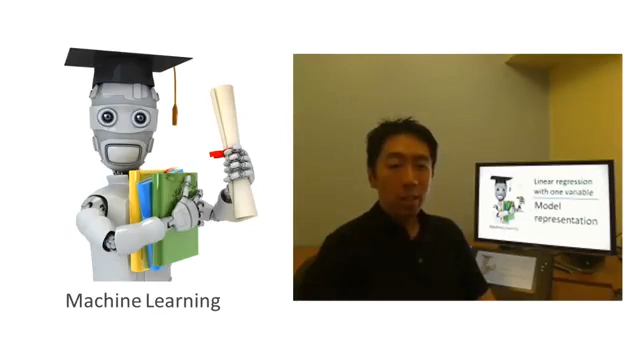 Machine Learning
Linear regression
with one variable
Model
representation